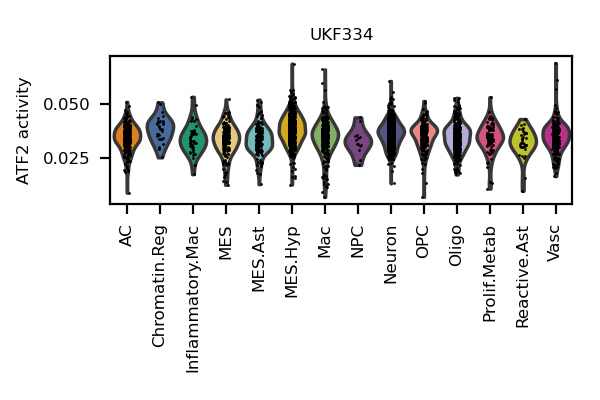 UKF334
ATF2 activity
0.050
0.025
AC
Chromatin.Reg
Inflammatory.Mac
MES
MES.Ast
MES.Hyp
Mac
NPC
Neuron
OPC
Oligo
Prolif.Metab
Reactive.Ast
Vasc